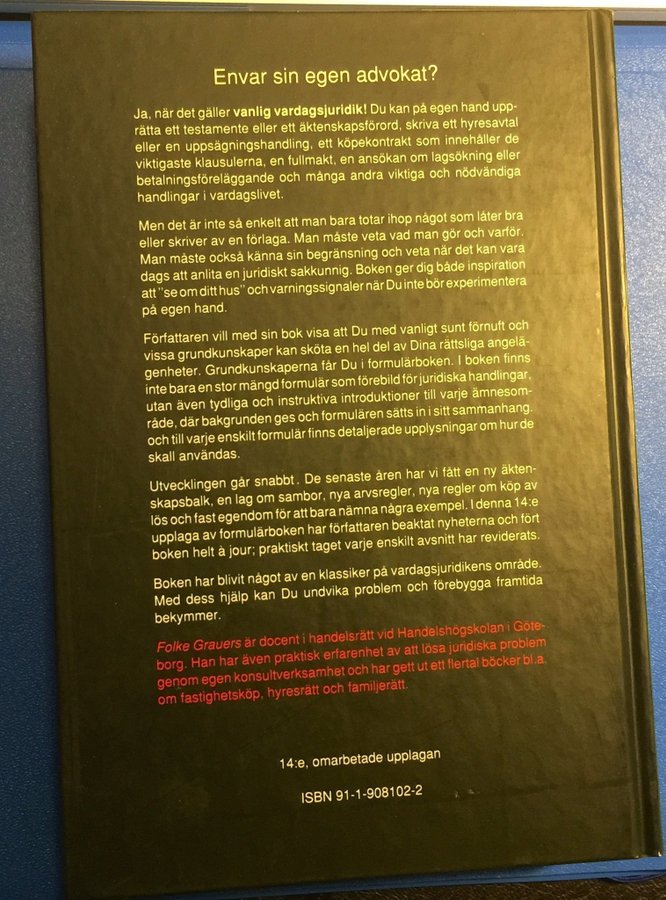 Envar sin egen advokat?
Ja, när det gäller vanlig vardagsjuridik! Du kan på egen hand upp-
rätta ett testamente eller ett äktenskapsförord, skriva ett hyresavtal
eller en uppsägningshandling, ett köpekontrakt som innehåller de
viktigaste klausulerna, en fullmakt, en ansökan om lagsökning eller
betalningsföreläggande och många andra viktiga och nödvändiga
handlingar i vardagslivet.
Men det är inte så enkelt att man bara totar ihop något som låter bra
eller skriver av en förlaga. Man måste veta vad man gör och varför.
Man måste också känna sin begränsning och veta när det kan vara
dags att anlita en juridiskt sakkunnig. Boken ger dig både inspiration
att "se om ditt hus" och varningssignaler när Du inte bör experimentera
på egen hand.
Författaren vill med sin bok visa att Du med vanligt sunt förnuft och
vissa grundkunskaper kan sköta en hel del av Dina rättsliga angelä-
genheter. Grundkunskaperna får Du i formulärboken. I boken finns
inte bara en stor mängd formulär som förebild för juridiska handlingar,
utan även tydliga och instruktiva introduktioner till varje ämnesom-
råde, där bakgrunden ges och formulären sätts in i sitt sammanhang.
och till varje enskilt formulär finns detaljerade upplysningar om hur de
skall användas.
Utvecklingen går snabbt. De senaste åren har vi fått en ny äkten-
skapsbalk, en lag om sambor, nya arvsregler, nya regler om köp av
lös och fast egendom för att bara nämna några exempel. I denna 14:e
upplaga av formulärboken har författaren beaktat nyheterna och fört
boken helt à jour; praktiskt taget varje enskilt avsnitt har reviderats.
Boken har blivit något av en klassiker på vardagsjuridikens område.
Med dess hjälp kan Du undvika problem och förebygga framtida
bekymmer.
Folke Grauers är docent i handelsrätt vid Handelshögskolan i Göte-
borg. Han har även praktisk erfarenhet av att lösa juridiska problem
genom egen konsultverksamhet och har gett ut ett flertal böcker bl.a.
om fastighetsköp, hyresrätt och familjerätt.
14:e, omarbetade upplagan
ISBN 91-1-908102-2